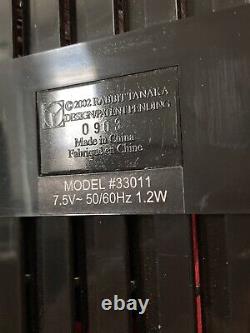 © 2002 RABBIT TANAKA
DESIGN PATENT PENDING
Made in China
Fabriqué en Chine
MODEL #33011
7.5V~ 50/60Hz 1.2W
ebay